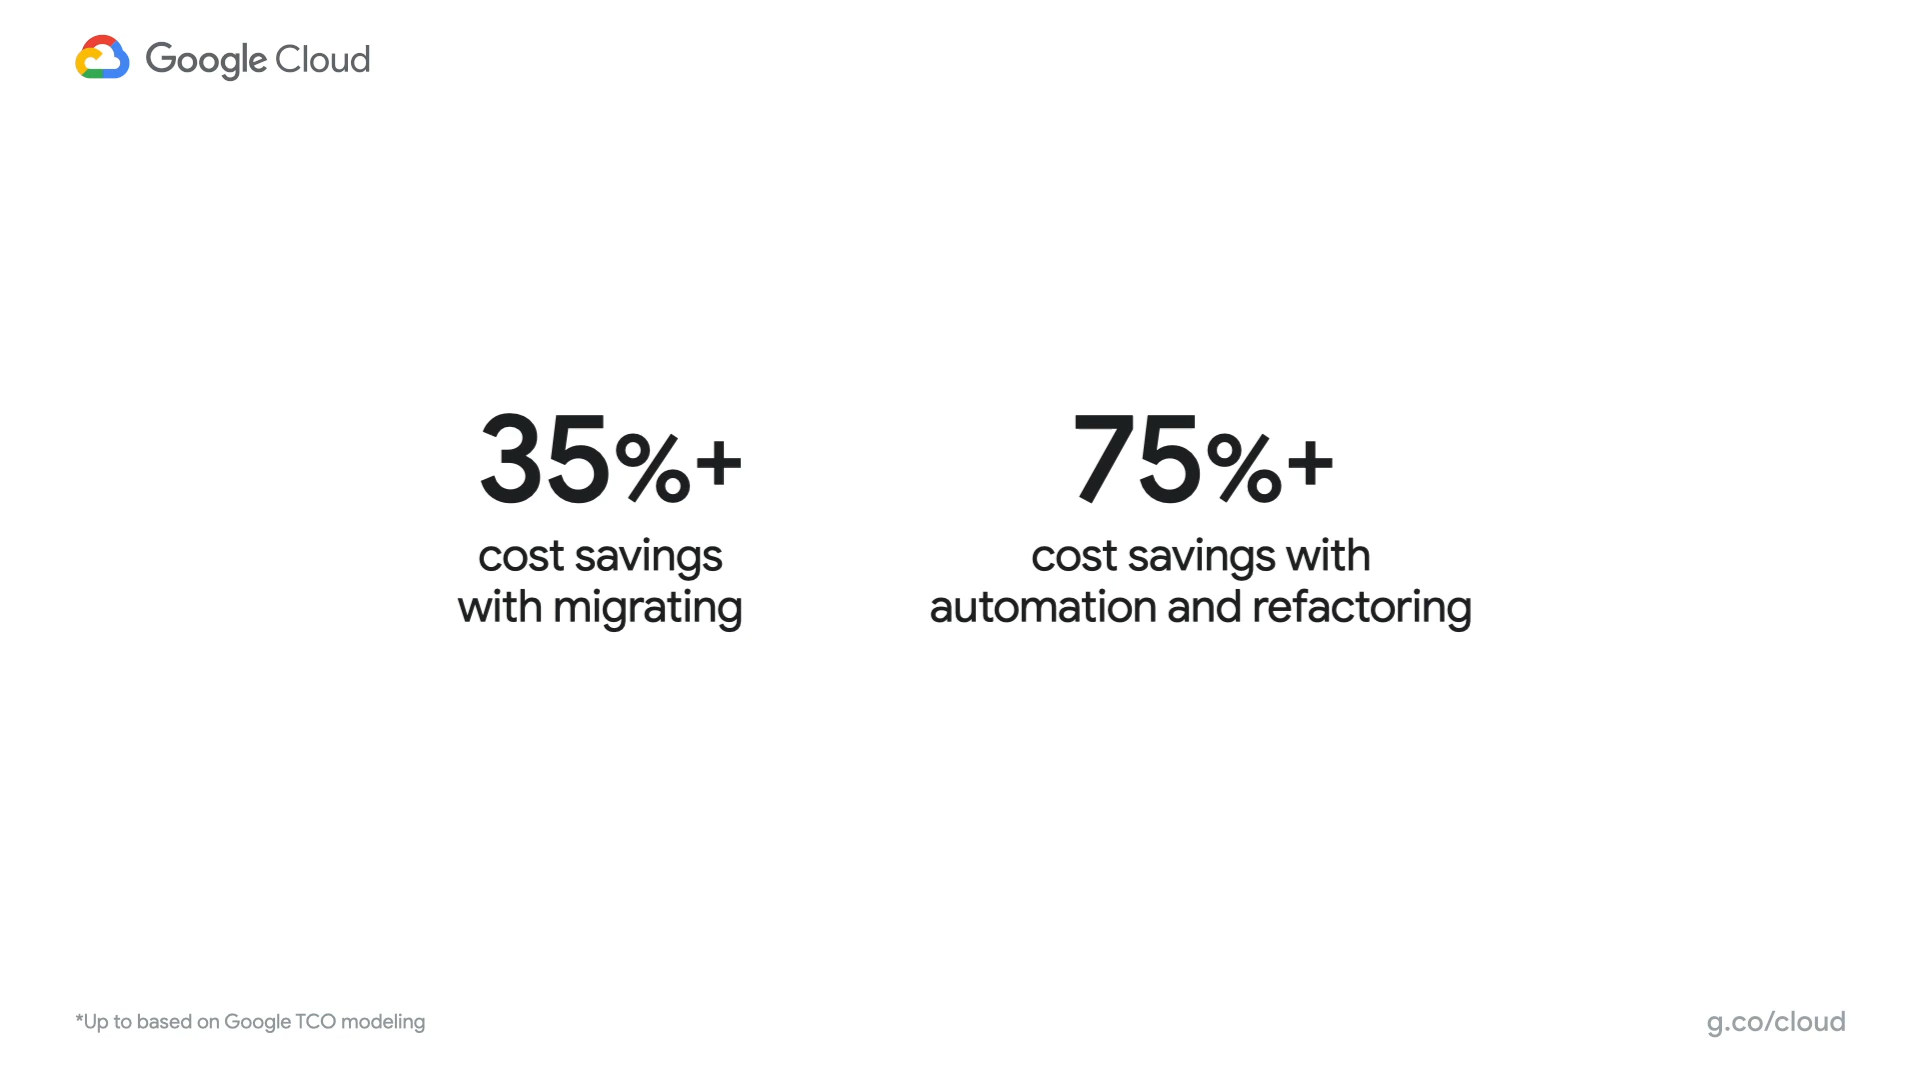 Google Cloud
35%+
cost savings
with migrating
75%+
cost savings with
automation and refactoring
*Up to based on Google TCO modeling
g.co/cloud